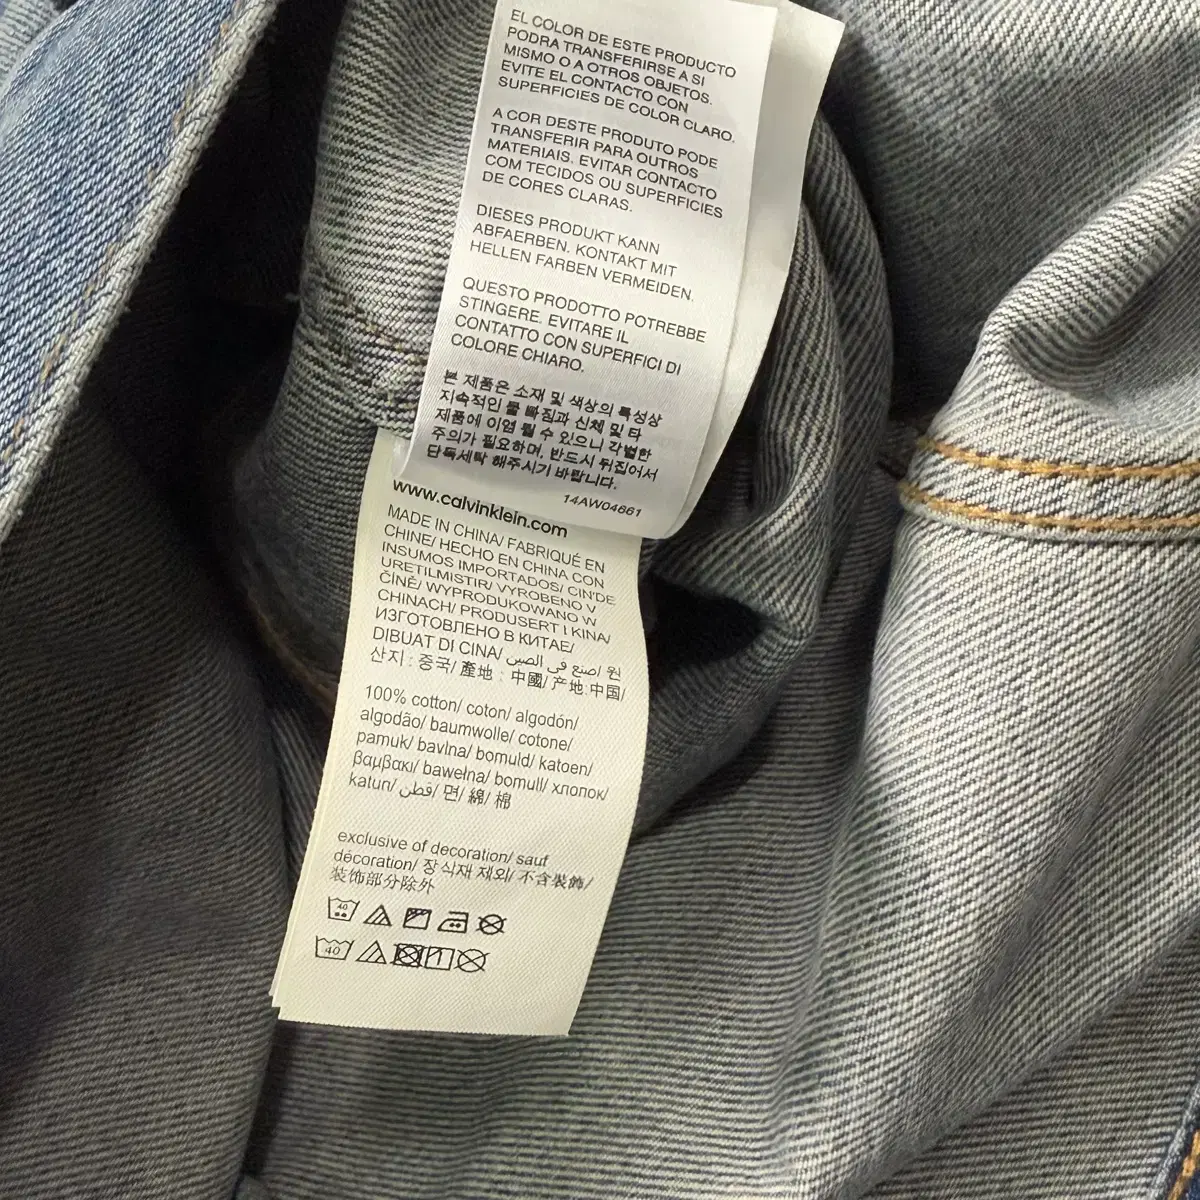 EL COLOR DE ESTE PRODUCTO
PODRA TRANSFERIRSE A SI
MISMO O A OTROS OBJETOS.
EVITE EL CONTACTO CON
SUPERFICIES DE COLOR CLARO.
A COR DESTE PRODUTO PODE
TRANSFERIR PARA OUTROS
MATERIAIS. EVITAR CONTACTO
COM TECIDOS OU SUPERFICIES
DE CORES CLARAS.
DIESES PRODUKT KANN
ABFAERBEN. KONTAKT MIT
HELLEN FARBEN VERMEIDEN.
QUESTO PRODOTTO POTREBBE
STINGERE. EVITARE IL
CONTATTO CON SUPERFICI DI
COLORE CHIARO.
본 제품은 소재 및 색상의 특성상
지속적인 물 빠짐과 신체 및 타
제품에 이염 될 수 있으니 각별한
주의가 필요하며, 반드시 뒤집어서
단독세탁 해주시기 바랍니다.
14AW04661
www.calvinklein.com
MADE IN CHINA/ FABRIQUÉ EN
CHINE/ HECHO EN CHINA CON
INSUMOS IMPORTADOS/ CIN'DE
ÜRETILMISTIR/ VYROBENO V
ČÍNĚ/ WYPRODUKOWANO W
CHINACH/ PRODUSERT I KINA/
ИЗГОТОВЛЕНО В КИТАЕ/
DIBUAT DI CINA/ صنع في الصين/ 원
산지 : 중국/ 產地 : 中國/ 产地:中国/
100% cotton/ coton/ algodón/
algodão/ baumwolle/ cotone/
pamuk/ bavlna/ bomuld/ katoen/
βαμβακι/ bawełna/ bomull/ хлопок/
katun/ قطن/ 면/ 綿/ 棉
exclusive of decoration/ sauf
décoration/ 장식재 제외/ 不含裝飾/
装饰部分除外
40
40